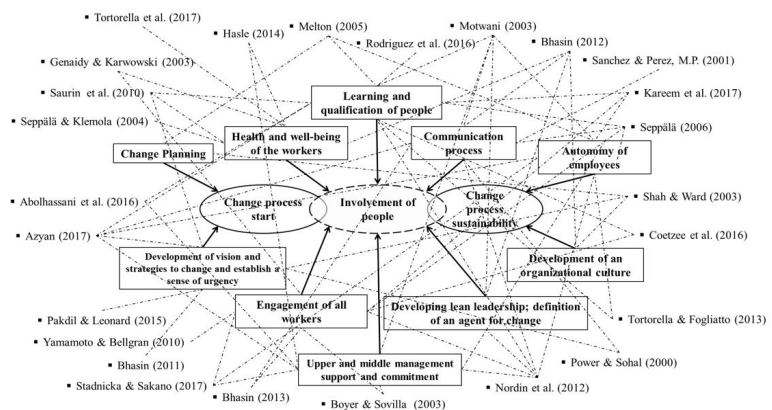 ▪ Tortorella et al. (2017)
▪ Hasle (2014)
▪ Melton (2005)
▪ Motwani (2003)
▪ Rodriguez et al. (2016)
▪ Bhasin (2012)
▪ Genaidy & Karwowski (2003)
▪ Sanchez & Perez, M.P. (2001)
▪ Saurin et al. (2010)
▪ Kareem et al. (2017)
▪ Seppälä & Klemola (2004)
▪ Seppälä (2006)
Learning and
qualification of people
Health and well-being
of the workers
Communication
process
Change Planning
Autonomy of
employees
▪ Abolhassani et al. (2016)
▪ Shah & Ward (2003)
Change process
start
Involvement of
people
Change
process
sustainability
▪ Azyan (2017)
▪ Coetzee et al. (2016)
Development of vision and
strategies to change and establish a
sense of urgency
Development of an
organizational culture
Engagement of all
workers
Developing lean leadership; definition
of an agent for change
▪ Pakdil & Leonard (2015)
▪ Tortorella & Fogliatto (2013)
▪ Yamamoto & Bellgran (2010)
▪ Bhasin (2011)
Upper and middle management
support and commitment
▪ Power & Sohal (2000)
▪ Stadnicka & Sakano (2017)
▪ Nordin et al. (2012)
▪ Bhasin (2013)
▪ Boyer & Sovilla (2003)